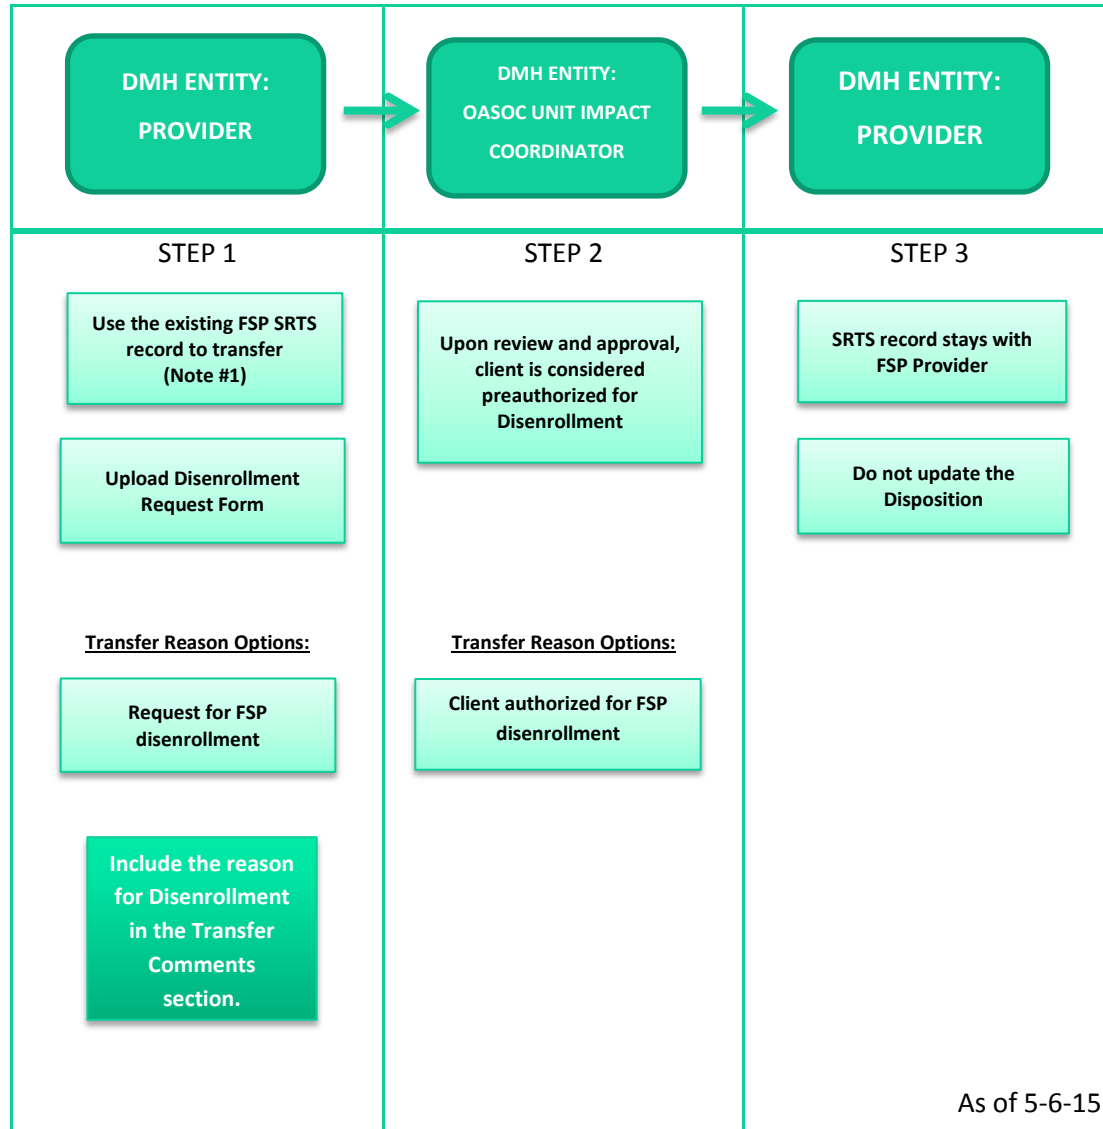 DMH ENTITY:
PROVIDER
DMH ENTITY:
OASOC UNIT IMPACT
COORDINATOR
DMH ENTITY:
PROVIDER
STEP 1
Use the existing FSP SRTS
record to transfer
(Note #1)
Upload Disenrollment
Request Form
Transfer Reason Options:
Request for FSP
disenrollment
Include the reason
for Disenrollment
in the Transfer
Comments
section.
STEP 2
Upon review and approval,
client is considered
preauthorized for
Disenrollment
Transfer Reason Options:
Client authorized for FSP
disenrollment
STEP 3
SRTS record stays with
FSP Provider
Do not update the
Disposition
As of 5-6-15